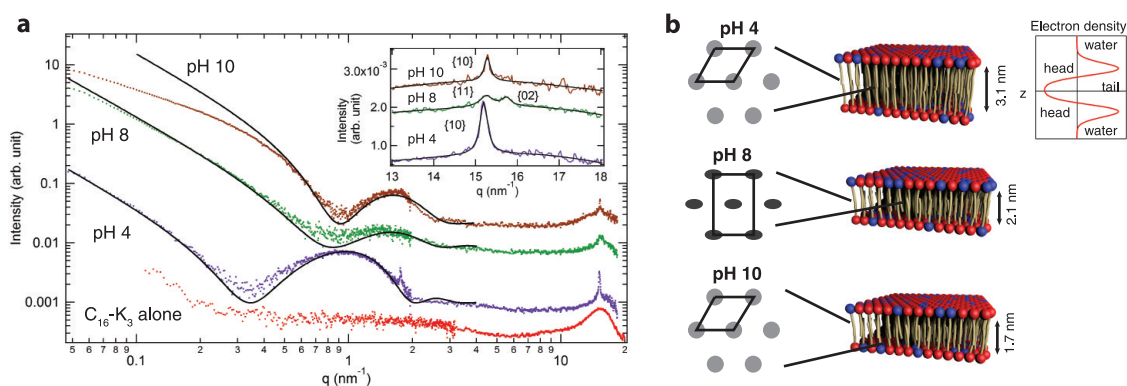 a
pH 10
pH 8
pH 4
C₁₆-K₃ alone
Intensity (arb. unit)
10
1
0.1
0.01
0.001
5 6 7 8 9
0.1
2 3 4 5 6 7 8 9
1
2 3 4 5 6 7 8 9
10
20
q (nm⁻¹)
3.0x10⁻³
2.0
1.0
Intensity
(arb. unit)
pH 10
{10}
pH 8
{11}
{02}
pH 4
{10}
13 14 15 16 17 18
q (nm⁻¹)
b
pH 4
3.1 nm
Electron density
water
head
tail
z
head
water
pH 8
2.1 nm
pH 10
1.7 nm